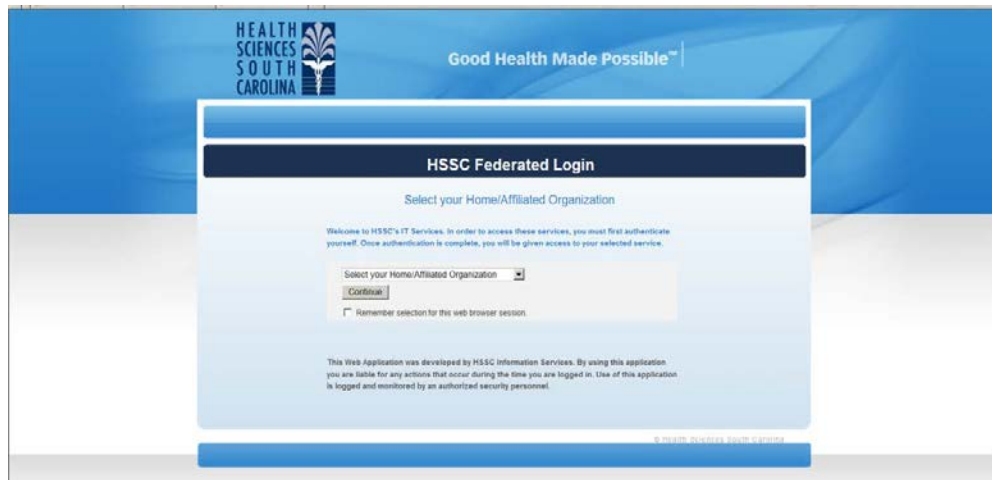 HEALTH
SCIENCES
SOUTH
CAROLINA
Good Health Made Possible™
HSSC Federated Login
Select your Home/Affiliated Organization
Welcome to HSSC's IT Services. In order to access these services, you must first authenticate
yourself. Once authentication is complete, you will be given access to your selected service.
Select your Home/Affiliated Organization
Continue
Remember selection for this web browser session.
This Web Application was developed by HSSC Information Services. By using this application
you are liable for any actions that occur during the time you are logged in. Use of this application
is logged and monitored by an authorized security personnel.
© Health Sciences South Carolina